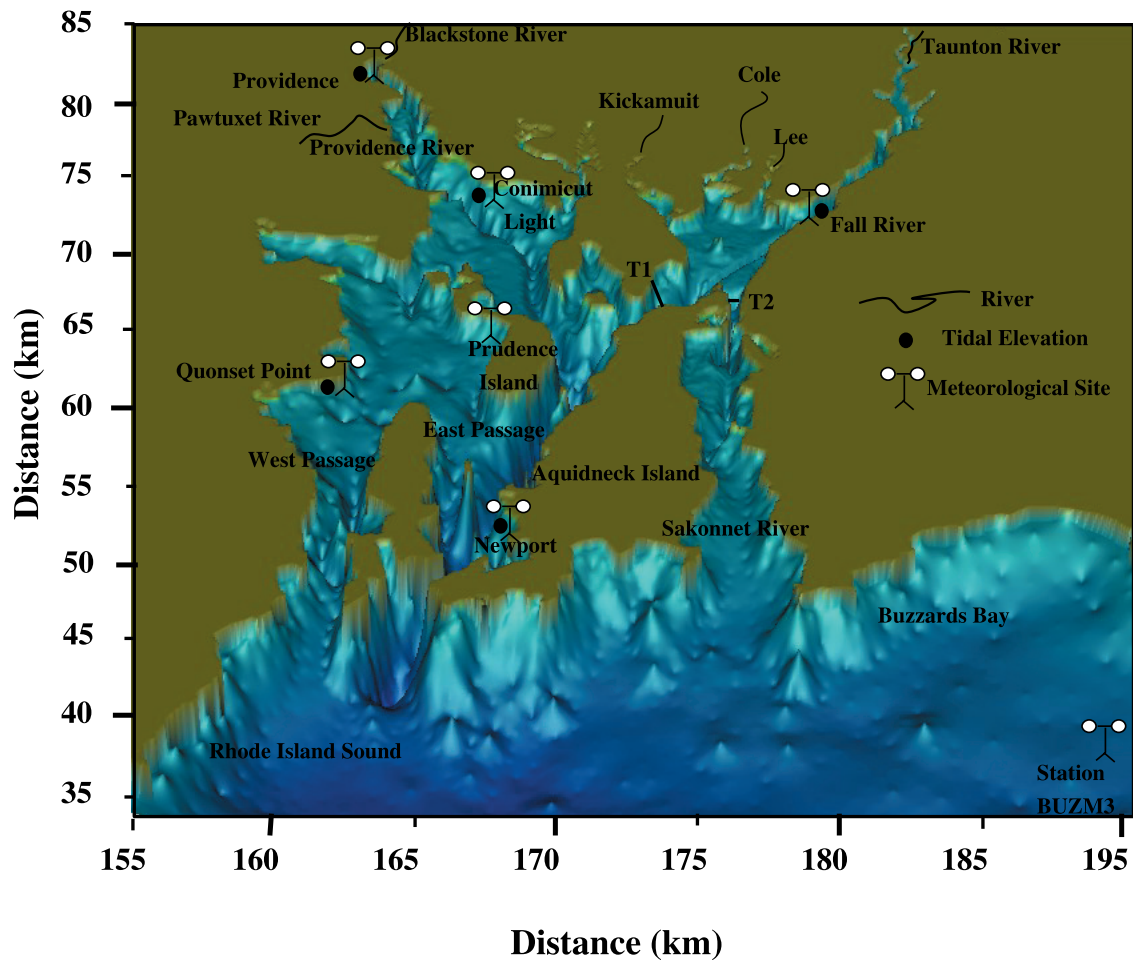 85
Blackstone River
Taunton River
Providence
Cole
80
Kickamuit
Pawtuxet River
Lee
Providence River
75
Conimicut
Light
Fall River
70
T1
T2
River
65
Tidal Elevation
Prudence
Quonset Point
Island
Meteorological Site
60
East Passage
West Passage
Aquidneck Island
55
Sakonnet River
Newport
50
Buzzards Bay
45
40
Rhode Island Sound
Station
35
BUZM3
Distance (km)
155 160 165 170 175 180 185 195
Distance (km)